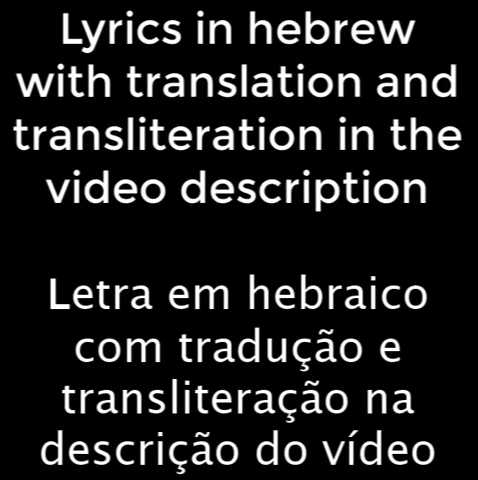 Lyrics in hebrew
with translation and
transliteration in the
video description
Letra em hebraico
com tradução e
transliteração na
descrição do vídeo